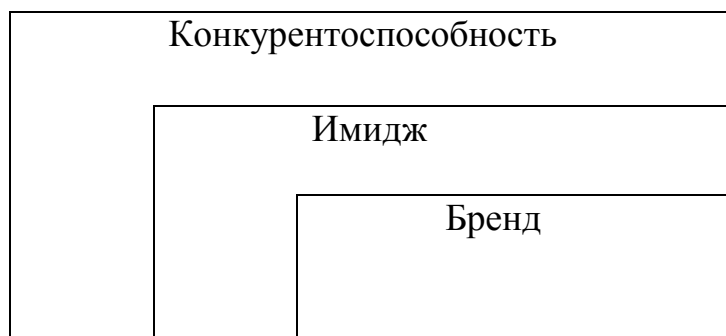 Конкурентоспособность
Имидж
Бренд